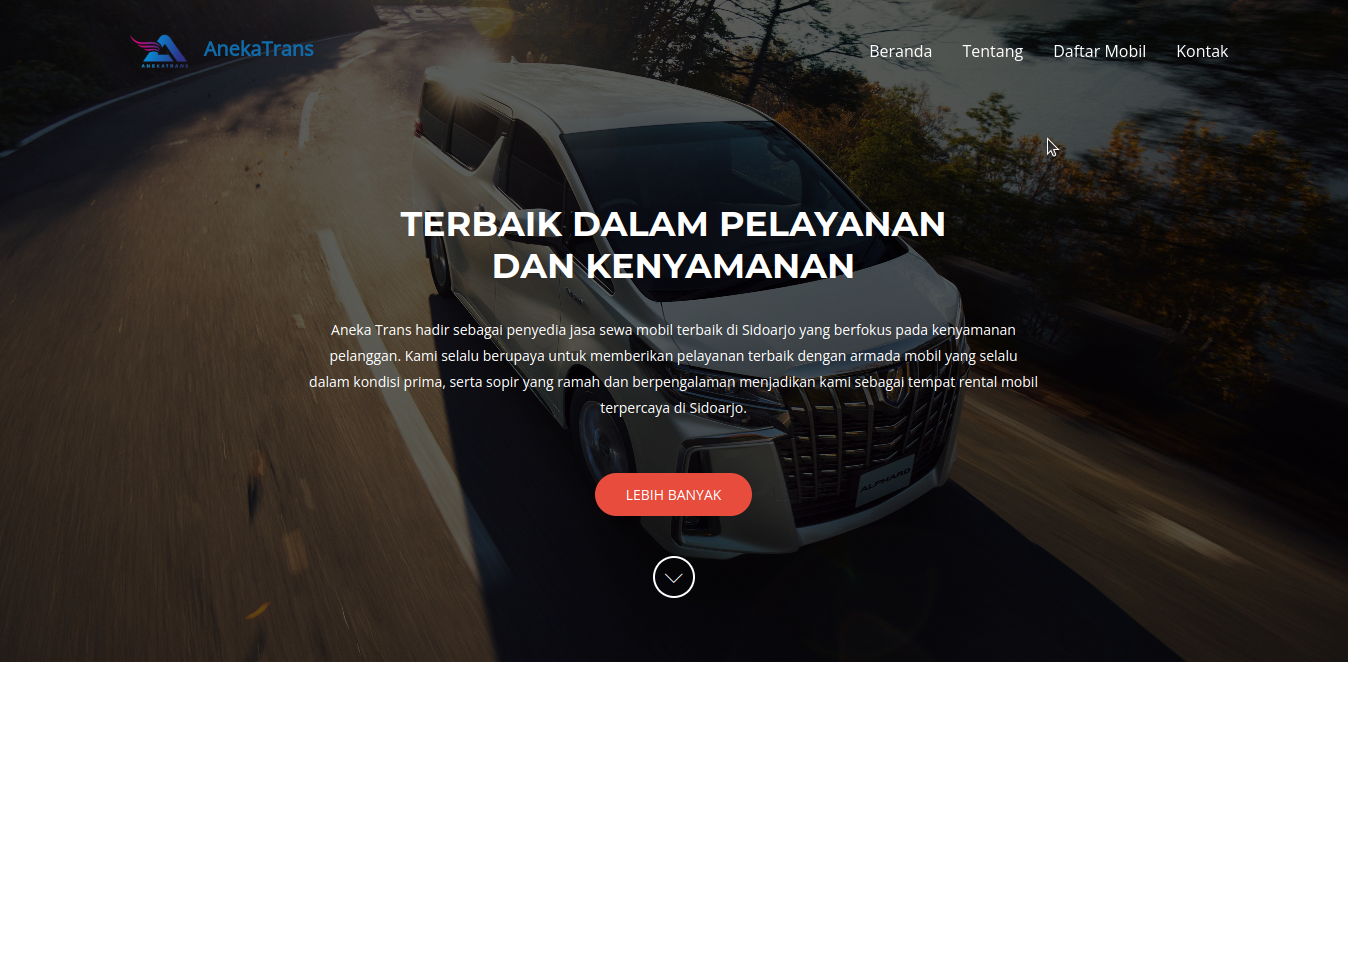 ANEKATRANS
AnekaTrans
Beranda
Tentang
Daftar Mobil
Kontak
TERBAIK DALAM PELAYANAN
DAN KENYAMANAN
Aneka Trans hadir sebagai penyedia jasa sewa mobil terbaik di Sidoarjo yang berfokus pada kenyamanan
pelanggan. Kami selalu berupaya untuk memberikan pelayanan terbaik dengan armada mobil yang selalu
dalam kondisi prima, serta sopir yang ramah dan berpengalaman menjadikan kami sebagai tempat rental mobil
terpercaya di Sidoarjo.
ALPHARD
LEBIH BANYAK